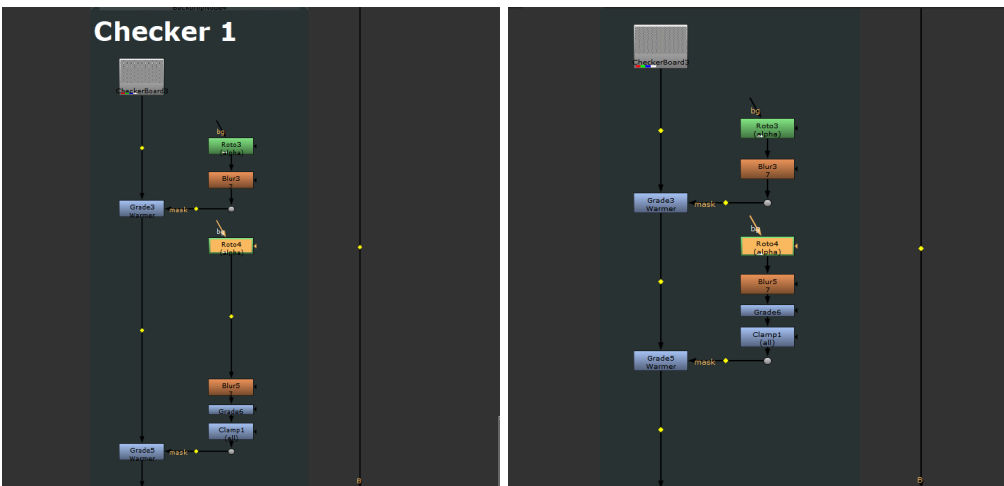 Checker 1
CheckerBoard3
bg
Roto3
(alpha)
Blur3
7
Grade3
Warmer
mask
bg
Roto4
(alpha)
Blur5
7
Grade6
Clamp1
(all)
Grade5
Warmer
mask
B
CheckerBoard3
bg
Roto3
(alpha)
Blur3
7
Grade3
Warmer
mask
bg
Roto4
(alpha)
Blur5
7
Grade6
Clamp1
(all)
Grade5
Warmer
mask
B